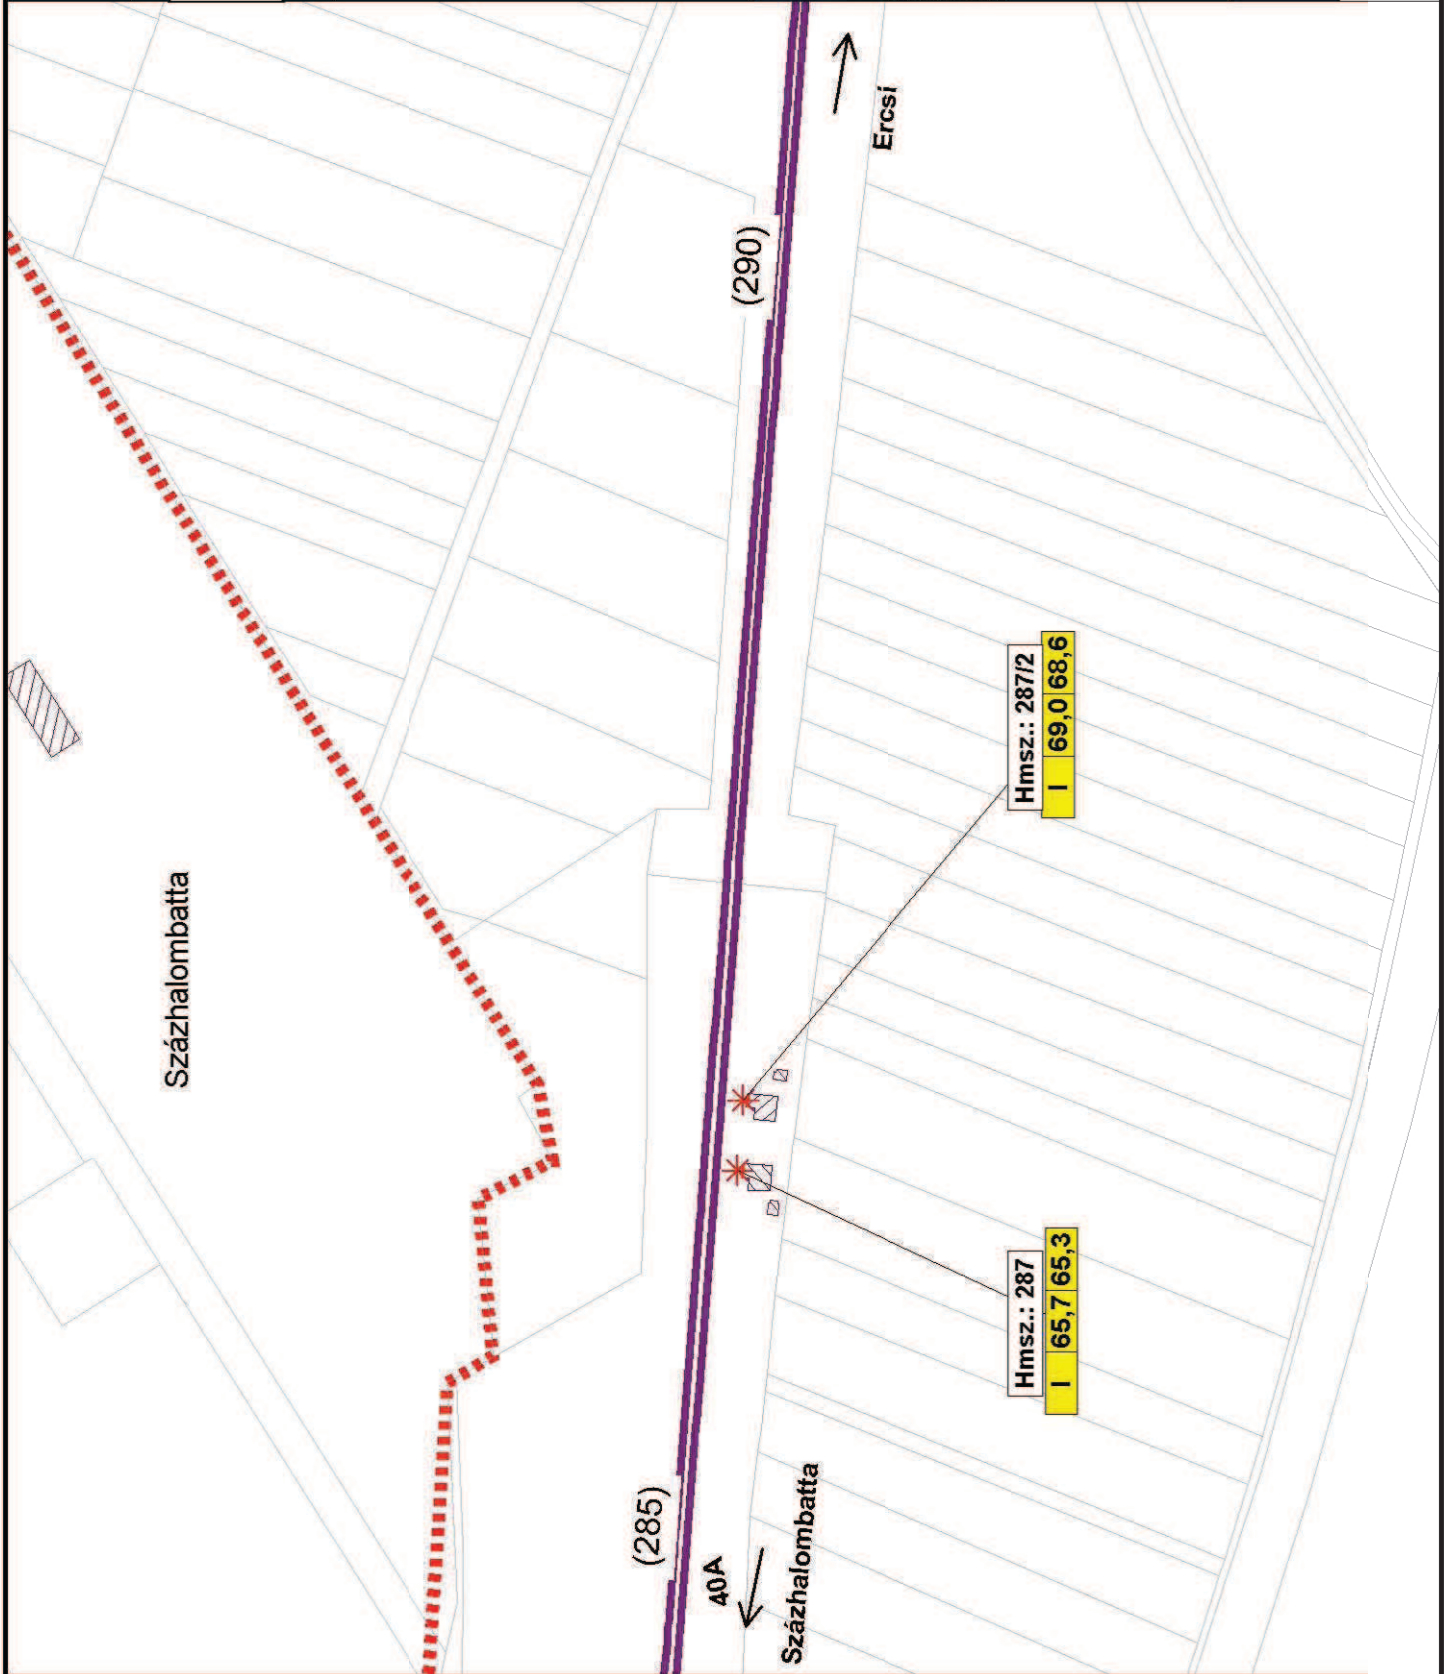 Százhalombatta
(285)
(290)
40A
Százhalombatta
Ercsi
Hmsz.: 287
I 65,7 65,3
Hmsz.: 287/2
I 69,0 68,6